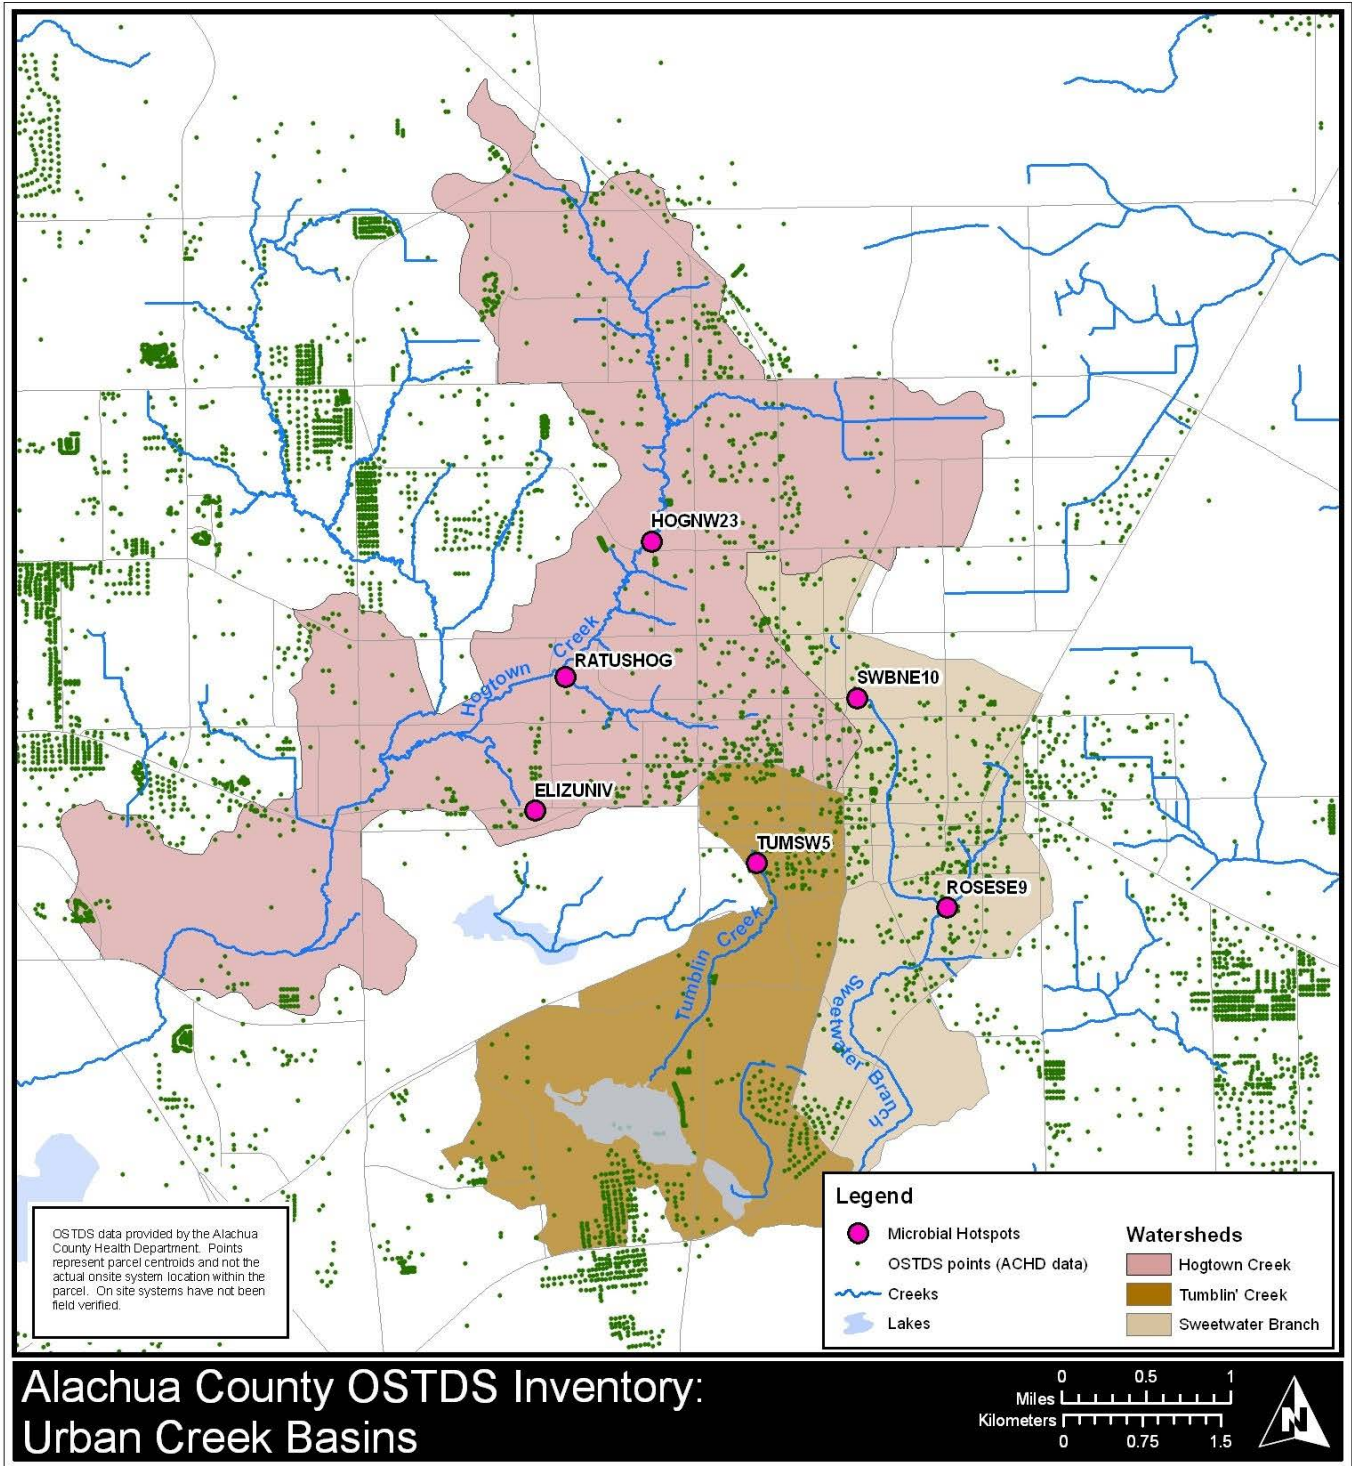 HOGNW23
Hogtown Creek
RATUSHOG
SWBNE10
ELIZUNIV
TUMSW5
ROSESE9
Tumblin Creek
Sweetwater Branch
OSTDS data provided by the Alachua
County Health Department. Points
represent parcel centroids and not the
actual onsite system location within the
parcel. On site systems have not been
field verified.
Legend
Microbial Hotspots
OSTDS points (ACHD data)
Creeks
Lakes
Watersheds
Hogtown Creek
Tumblin' Creek
Sweetwater Branch
Alachua County OSTDS Inventory:
Urban Creek Basins
0 0.5 1
Miles
Kilometers
0 0.75 1.5
N